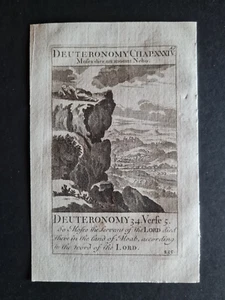 DEUTERONOMY CHAP. XXXIV.
Moses dies on mount Nebo.
DEUTERONOMY 34 Verse 5.
So Moses the Servant of the LORD died
there in the land of Moab, according
to the word of the LORD.